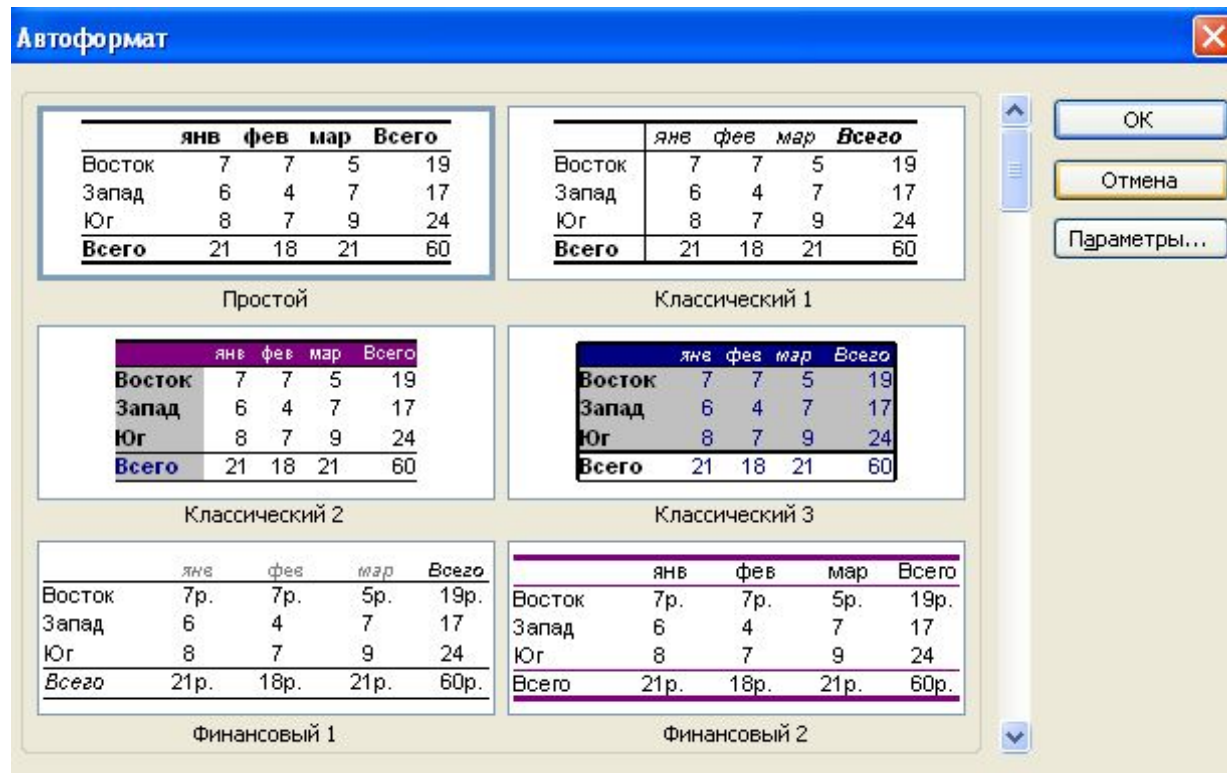 Автоформат
янв фев мар Всего
Восток 7 7 5 19
Запад 6 4 7 17
Юг 8 7 9 24
Всего 21 18 21 60
Простой
янв фев мар Всего
Восток 7 7 5 19
Запад 6 4 7 17
Юг 8 7 9 24
Всего 21 18 21 60
Классический 1
янв фев мар Всего
Восток 7 7 5 19
Запад 6 4 7 17
Юг 8 7 9 24
Всего 21 18 21 60
Классический 2
янв фев мар Всего
Восток 7 7 5 19
Запад 6 4 7 17
Юг 8 7 9 24
Всего 21 18 21 60
Классический 3
янв фев мар Всего
Восток 7р. 7р. 5р. 19р.
Запад 6 4 7 17
Юг 8 7 9 24
Всего 21р. 18р. 21р. 60р.
Финансовый 1
янв фев мар Всего
Восток 7р. 7р. 5р. 19р.
Запад 6 4 7 17
Юг 8 7 9 24
Всего 21р. 18р. 21р. 60р.
Финансовый 2
ОК
Отмена
Параметры...